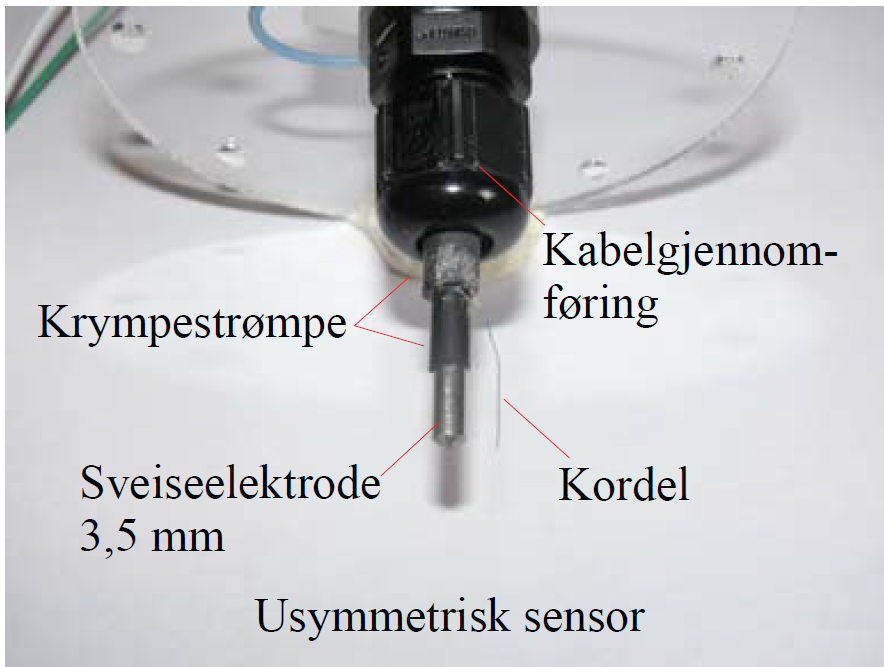 Kabelgjennom-
føring
Krympestrømpe
Sveiseelektrode
3,5 mm
Kordel
Usymmetrisk sensor